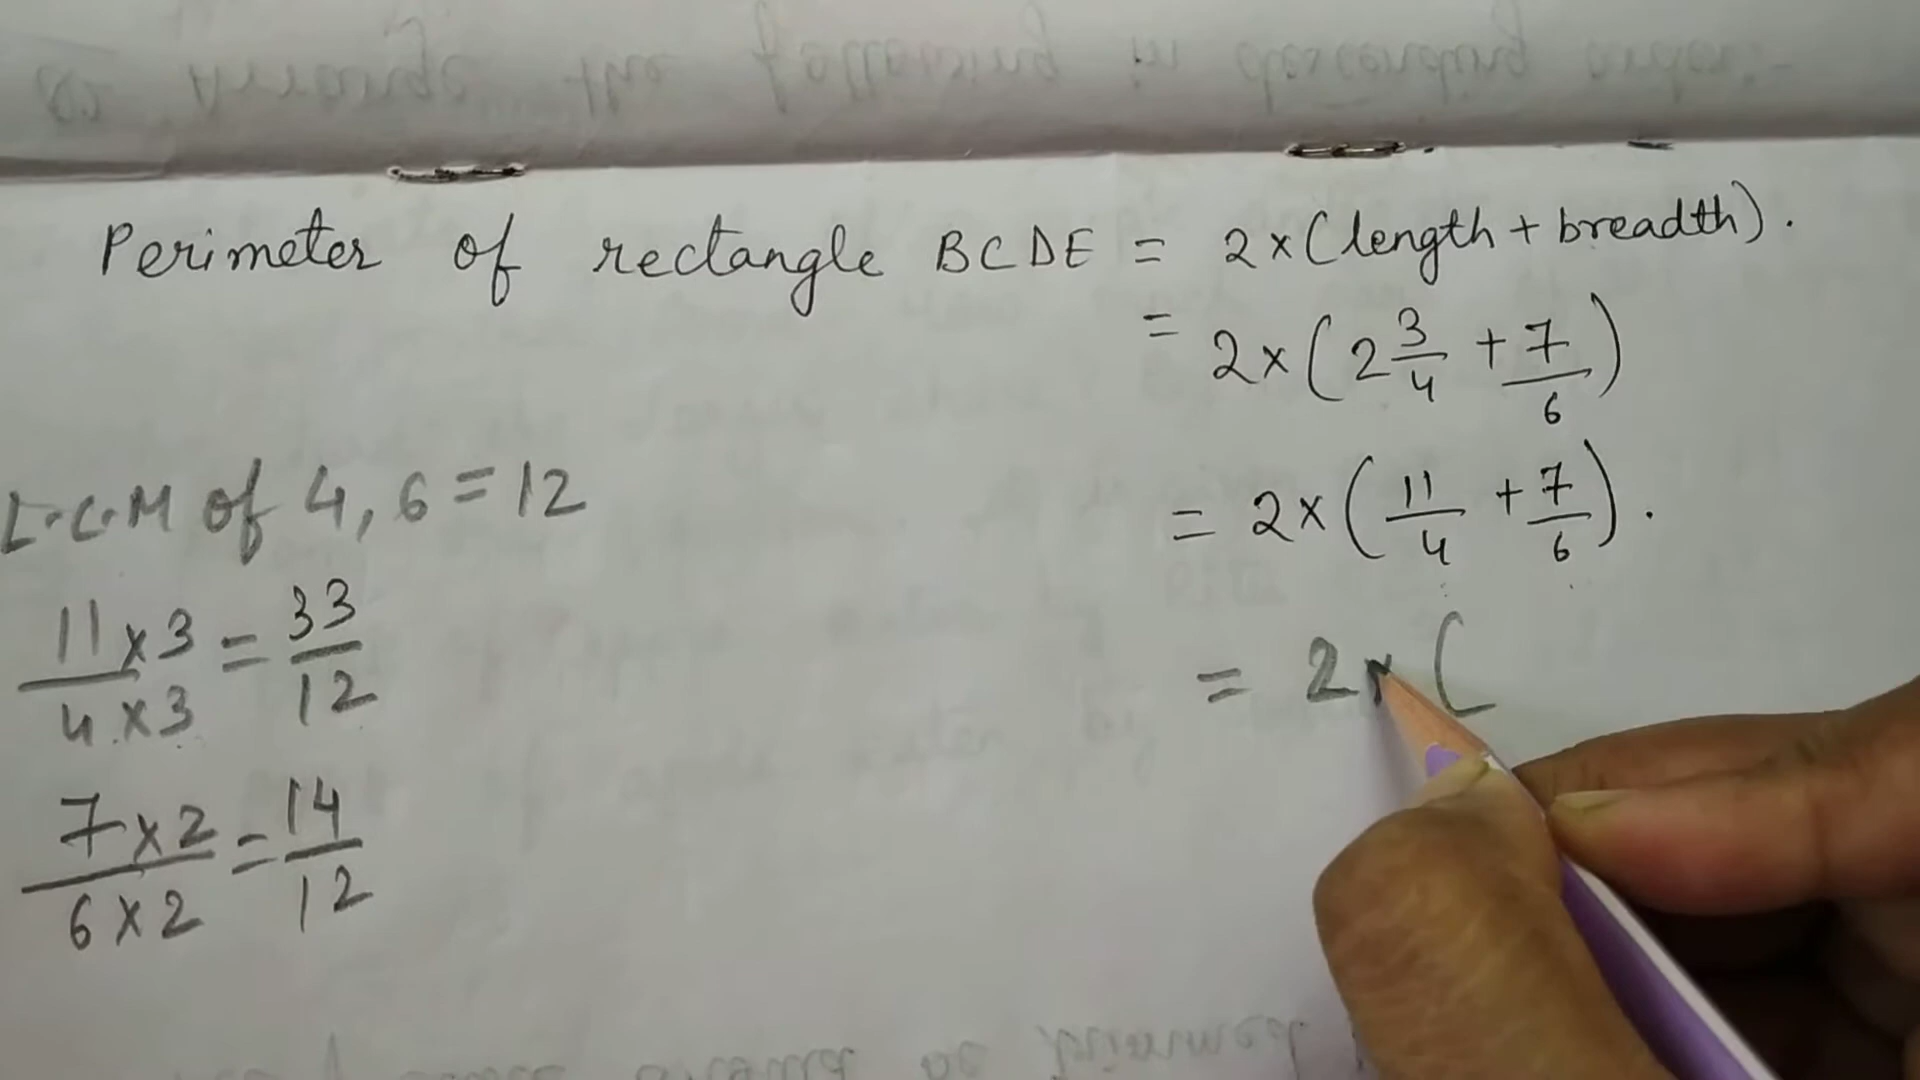 Perimeter of rectangle BCDE = 2×(length + breadth).
= 2×(2 3/4 + 7/6)
= 2×(11/4 + 7/6).
= 2×(
L.C.M of 4, 6 = 12
11×3/4×3 = 33/12
7×2/6×2 = 14/12